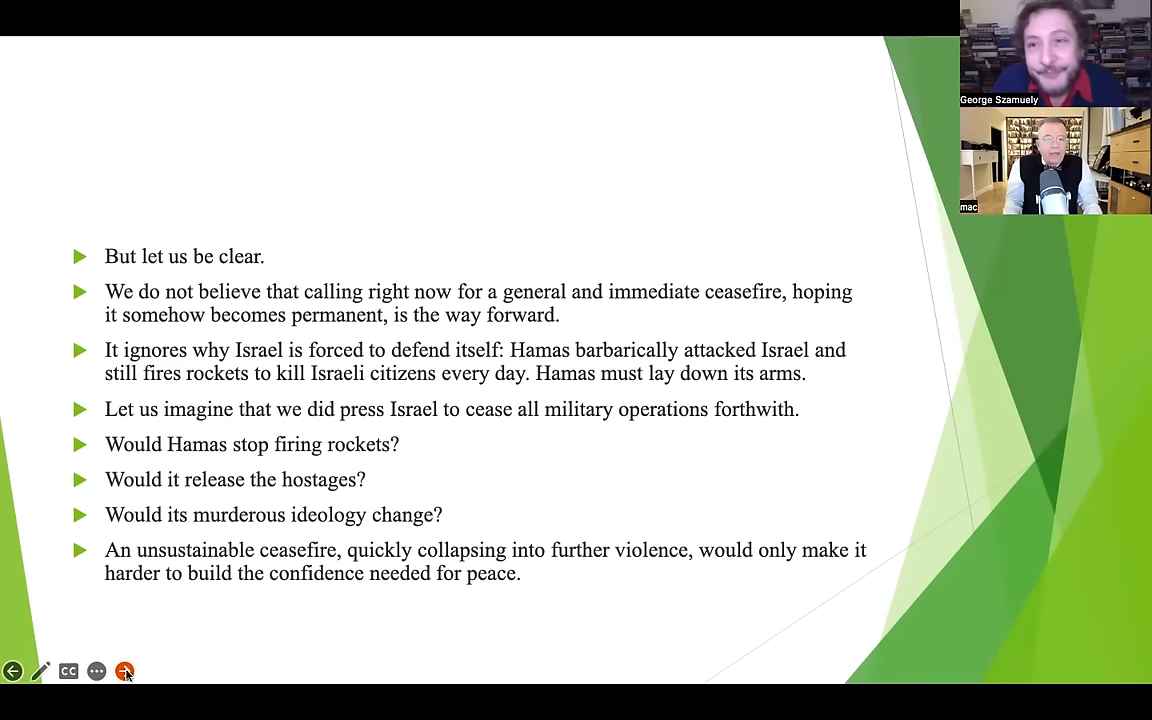 George Szamuely
mac
But let us be clear.
We do not believe that calling right now for a general and immediate ceasefire, hoping
it somehow becomes permanent, is the way forward.
It ignores why Israel is forced to defend itself: Hamas barbarically attacked Israel and
still fires rockets to kill Israeli citizens every day. Hamas must lay down its arms.
Let us imagine that we did press Israel to cease all military operations forthwith.
Would Hamas stop firing rockets?
Would it release the hostages?
Would its murderous ideology change?
An unsustainable ceasefire, quickly collapsing into further violence, would only make it
harder to build the confidence needed for peace.
CC